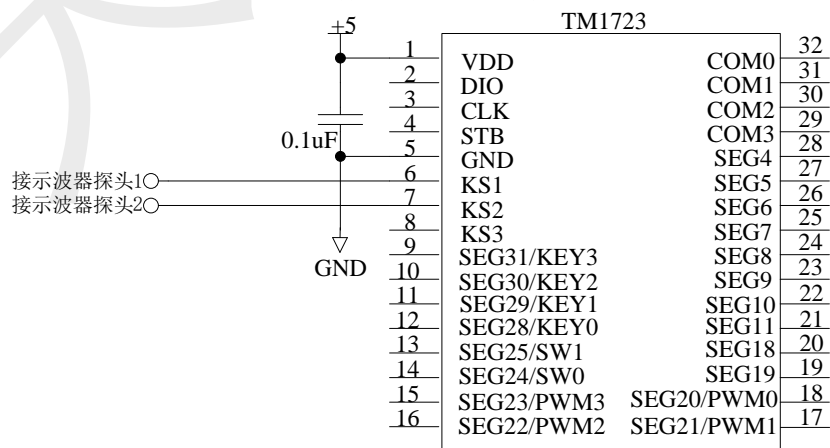 TM1723
+5
1 VDD COM0 32
2 DIO COM1 31
3 CLK COM2 30
4 STB COM3 29
0.1uF
5 GND SEG4 28
接示波器探头1 6 KS1 SEG5 27
接示波器探头2 7 KS2 SEG6 26
8 KS3 SEG7 25
9 SEG31/KEY3 SEG8 24
GND
10 SEG30/KEY2 SEG9 23
11 SEG29/KEY1 SEG10 22
12 SEG28/KEY0 SEG11 21
13 SEG25/SW1 SEG18 20
14 SEG24/SW0 SEG19 19
15 SEG23/PWM3 SEG20/PWM0 18
16 SEG22/PWM2 SEG21/PWM1 17